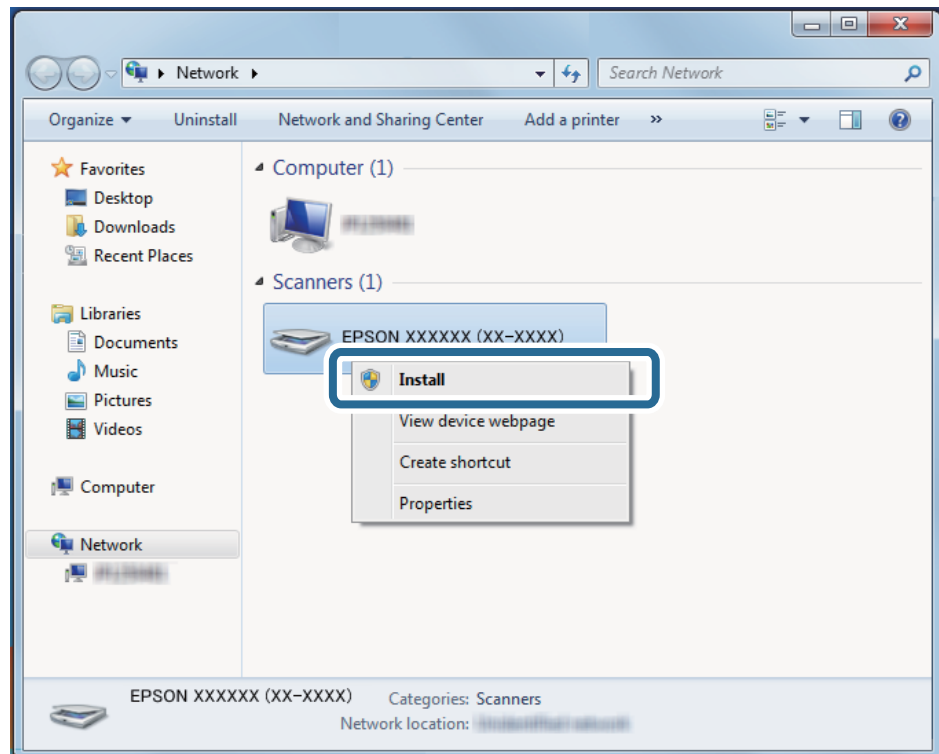 Network
Search Network
Organize Uninstall Network and Sharing Center Add a printer »
Favorites
Desktop
Downloads
Recent Places
Libraries
Documents
Music
Pictures
Videos
Computer
Network
Computer (1)
Scanners (1)
EPSON XXXXXX (XX-XXXX)
Install
View device webpage
Create shortcut
Properties
EPSON XXXXXX (XX-XXXX) Categories: Scanners
Network location: